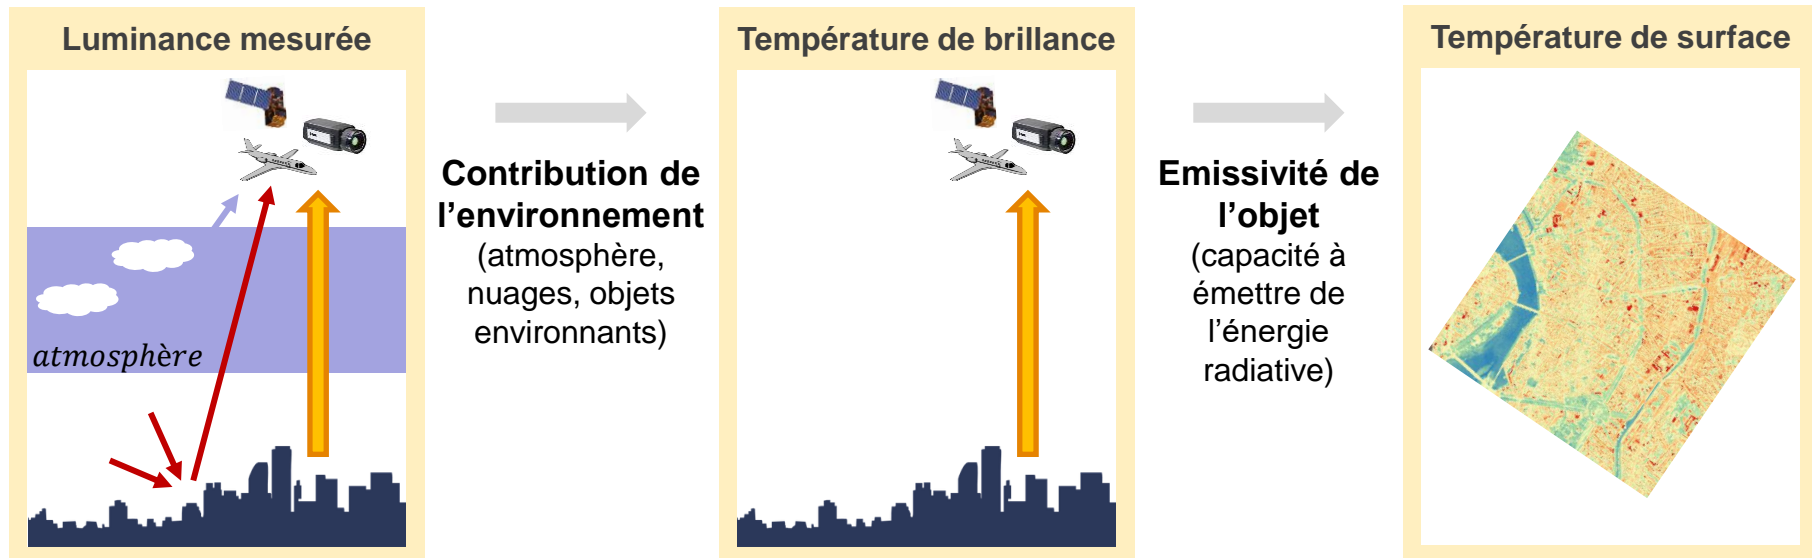 Luminance mesurée
atmosphère
Contribution de
l’environnement
(atmosphère,
nuages, objets
environnants)
Température de brillance
Emissivité de
l’objet
(capacité à
émettre de
l’énergie
radiative)
Température de surface